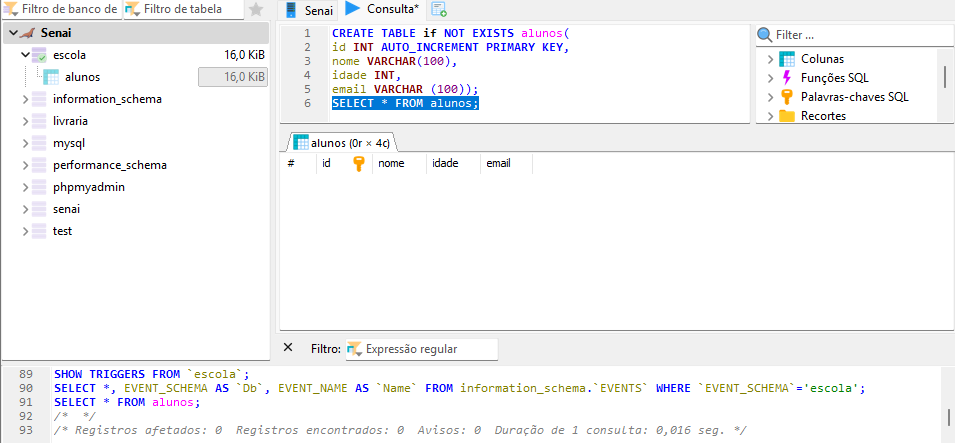 Filtro de banco de
Filtro de tabela
Senai
escola
16,0 KiB
alunos
16,0 KiB
information_schema
livraria
mysql
performance_schema
phpmyadmin
senai
test
Senai
Consulta*
1 CREATE TABLE if NOT EXISTS alunos(
2 id INT AUTO_INCREMENT PRIMARY KEY,
3 nome VARCHAR(100),
4 idade INT,
5 email VARCHAR (100));
6 SELECT * FROM alunos;
Filter ...
Colunas
Funções SQL
Palavras-chaves SQL
Recortes
alunos (0r × 4c)
# id nome idade email
Filtro: Expressão regular
89 SHOW TRIGGERS FROM `escola`;
90 SELECT *, EVENT_SCHEMA AS `Db`, EVENT_NAME AS `Name` FROM information_schema.`EVENTS` WHERE `EVENT_SCHEMA`='escola';
91 SELECT * FROM alunos;
92 /* */
93 /* Registros afetados: 0 Registros encontrados: 0 Avisos: 0 Duração de 1 consulta: 0,016 seg. */